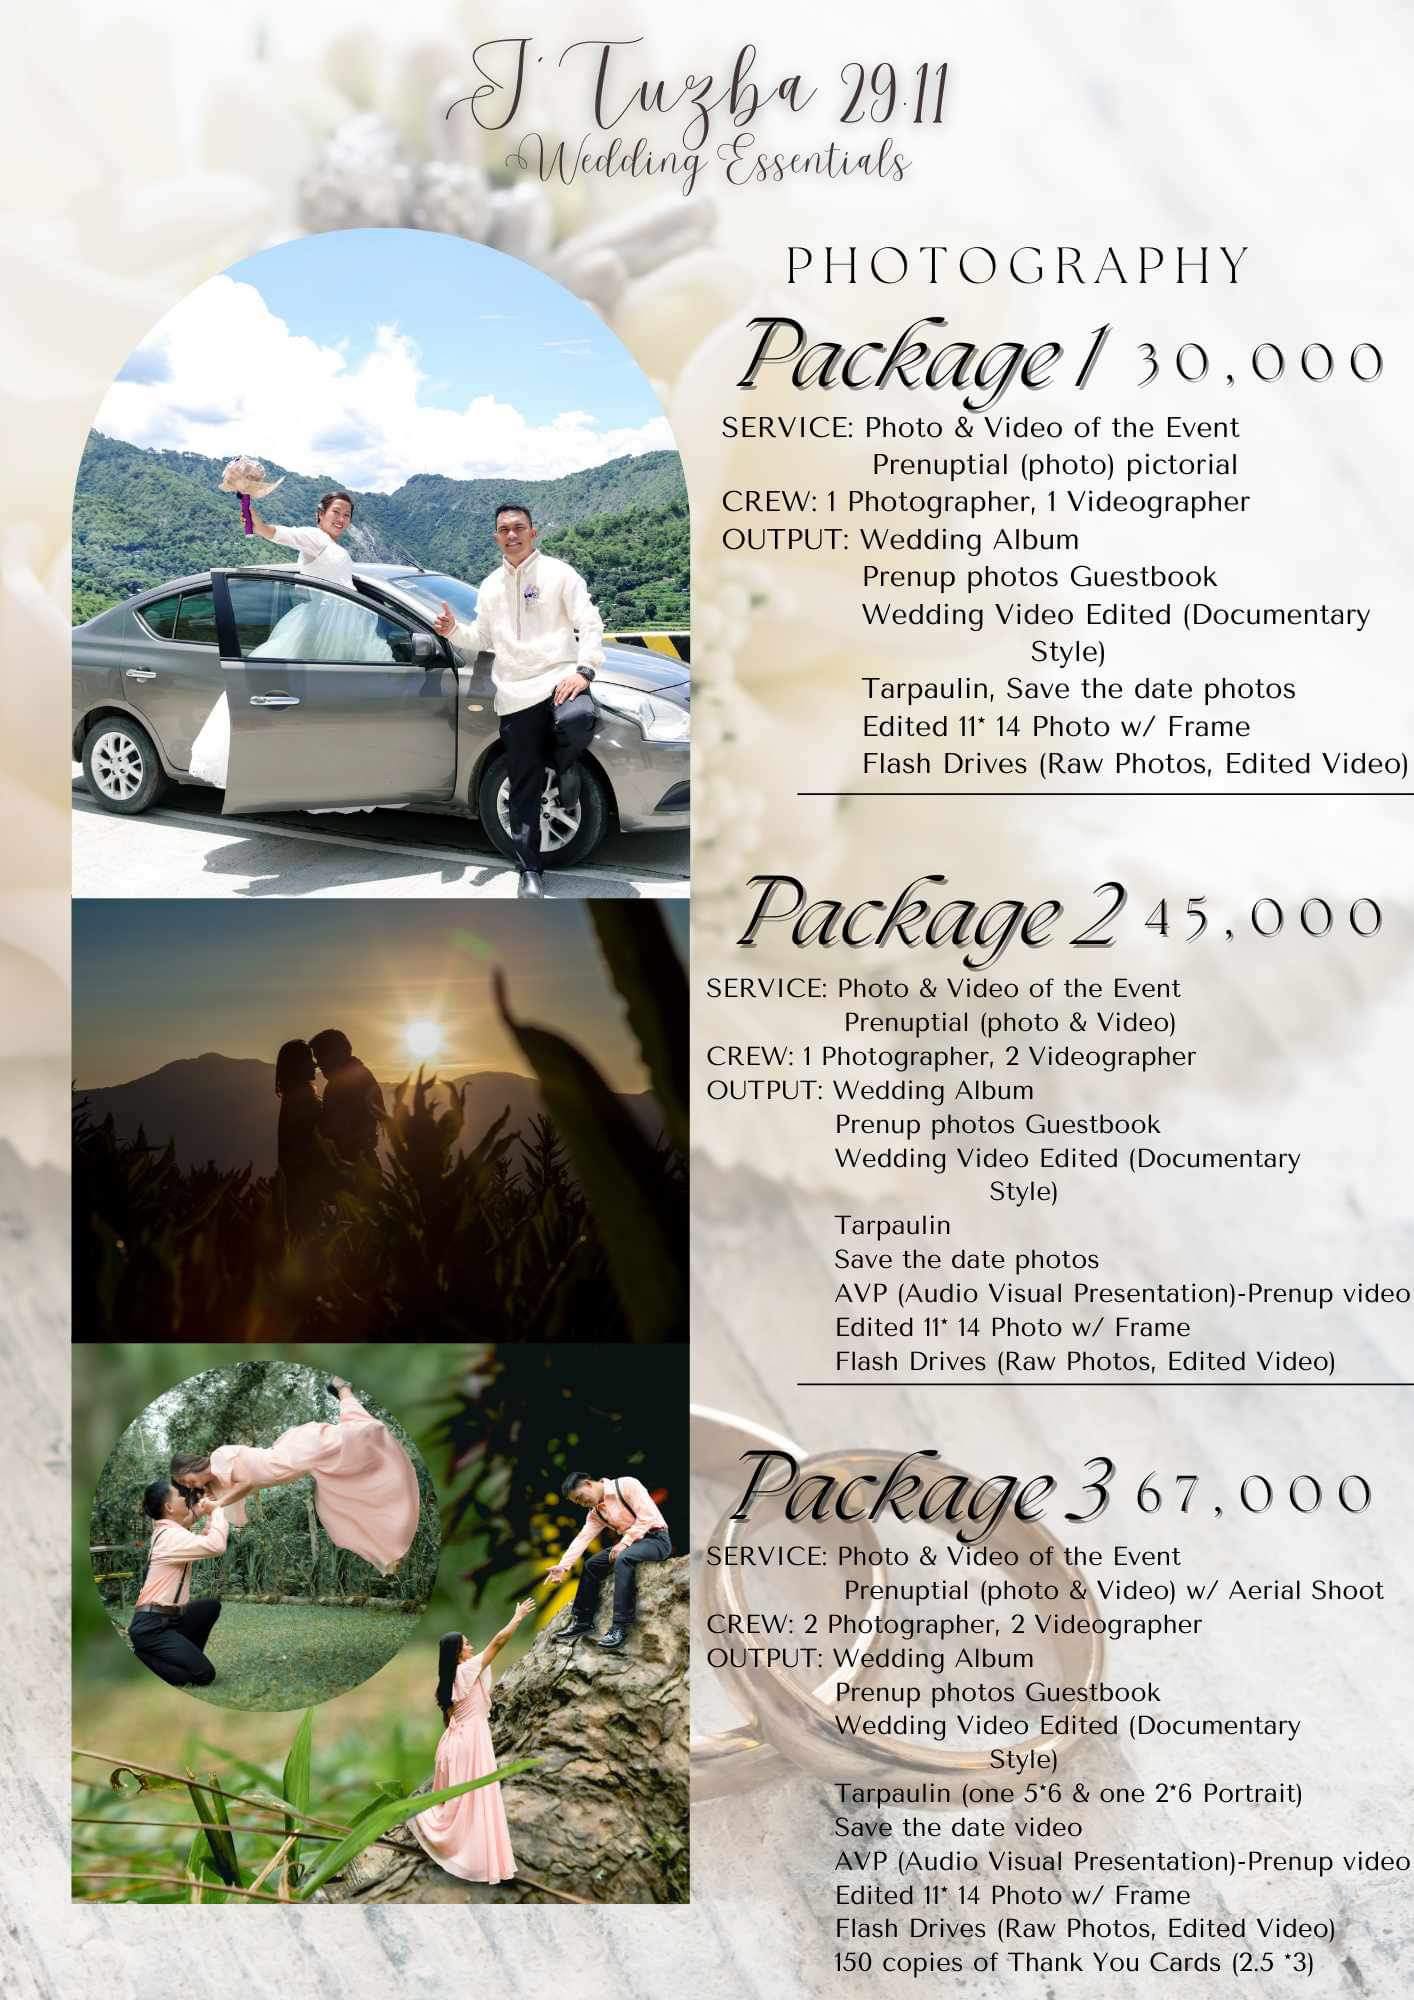 J' Tuzba 29.11
Wedding Essentials
PHOTOGRAPHY
Package 1 30,000
SERVICE: Photo & Video of the Event
Prenuptial (photo) pictorial
CREW: 1 Photographer, 1 Videographer
OUTPUT: Wedding Album
Prenup photos Guestbook
Wedding Video Edited (Documentary
Style)
Tarpaulin, Save the date photos
Edited 11* 14 Photo w/ Frame
Flash Drives (Raw Photos, Edited Video)
Package 2 45,000
SERVICE: Photo & Video of the Event
Prenuptial (photo & Video)
CREW: 1 Photographer, 2 Videographer
OUTPUT: Wedding Album
Prenup photos Guestbook
Wedding Video Edited (Documentary
Style)
Tarpaulin
Save the date photos
AVP (Audio Visual Presentation)-Prenup video
Edited 11* 14 Photo w/ Frame
Flash Drives (Raw Photos, Edited Video)
Package 3 67,000
SERVICE: Photo & Video of the Event
Prenuptial (photo & Video) w/ Aerial Shoot
CREW: 2 Photographer, 2 Videographer
OUTPUT: Wedding Album
Prenup photos Guestbook
Wedding Video Edited (Documentary
Style)
Tarpaulin (one 5*6 & one 2*6 Portrait)
Save the date video
AVP (Audio Visual Presentation)-Prenup video
Edited 11* 14 Photo w/ Frame
Flash Drives (Raw Photos, Edited Video)
150 copies of Thank You Cards (2.5 *3)